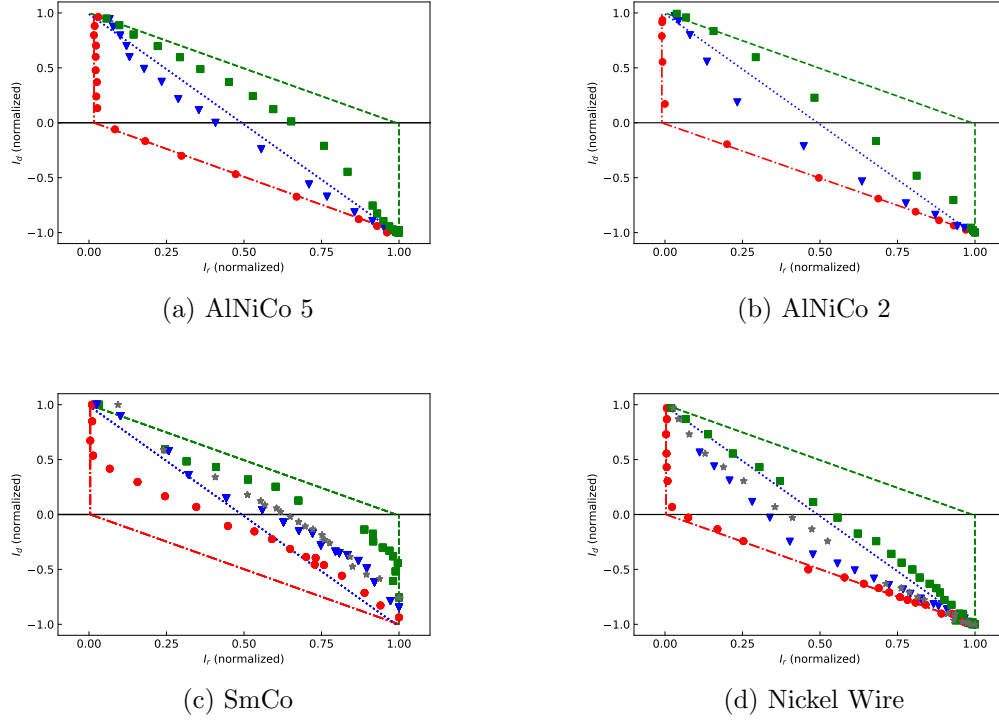 1.0
0.5
0.0
−0.5
−1.0
I_d (normalized)
0.00 0.25 0.50 0.75 1.00
I_r (normalized)
(a) AlNiCo 5
1.0
0.5
0.0
−0.5
−1.0
I_d (normalized)
0.00 0.25 0.50 0.75 1.00
I_r (normalized)
(b) AlNiCo 2
1.0
0.5
0.0
−0.5
−1.0
I_d (normalized)
0.00 0.25 0.50 0.75 1.00
I_r (normalized)
(c) SmCo
1.0
0.5
0.0
−0.5
−1.0
I_d (normalized)
0.00 0.25 0.50 0.75 1.00
I_r (normalized)
(d) Nickel Wire